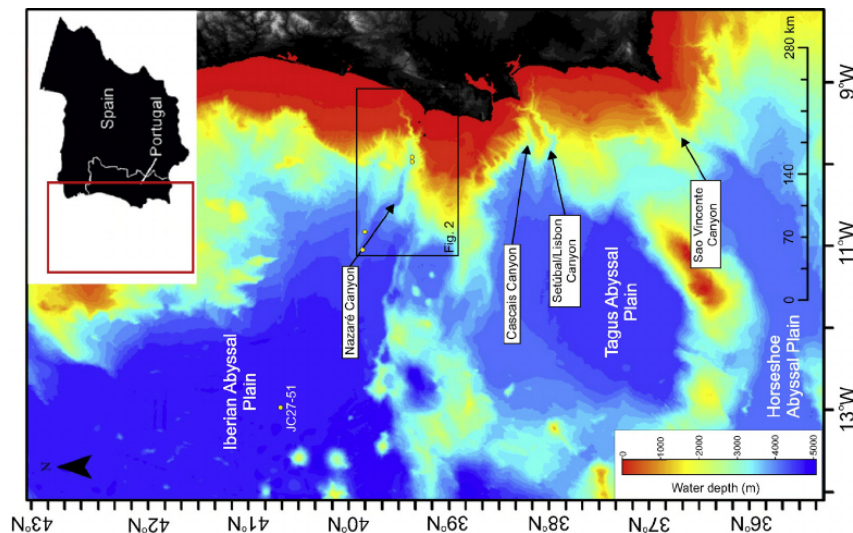 Spain
Portugal
Nazaré Canyon
Fig. 2
Cascais Canyon
Setúbal/Lisbon
Canyon
Sao Vincente
Canyon
Iberian Abyssal
Plain
JC27-51
Tagus Abyssal
Plain
Horseshoe
Abyssal Plain
N
0
70
140
280 km
9°W
11°W
13°W
0
1000
2000
3000
4000
5000
Water depth (m)
43°N
42°N
41°N
40°N
39°N
38°N
37°N
36°N